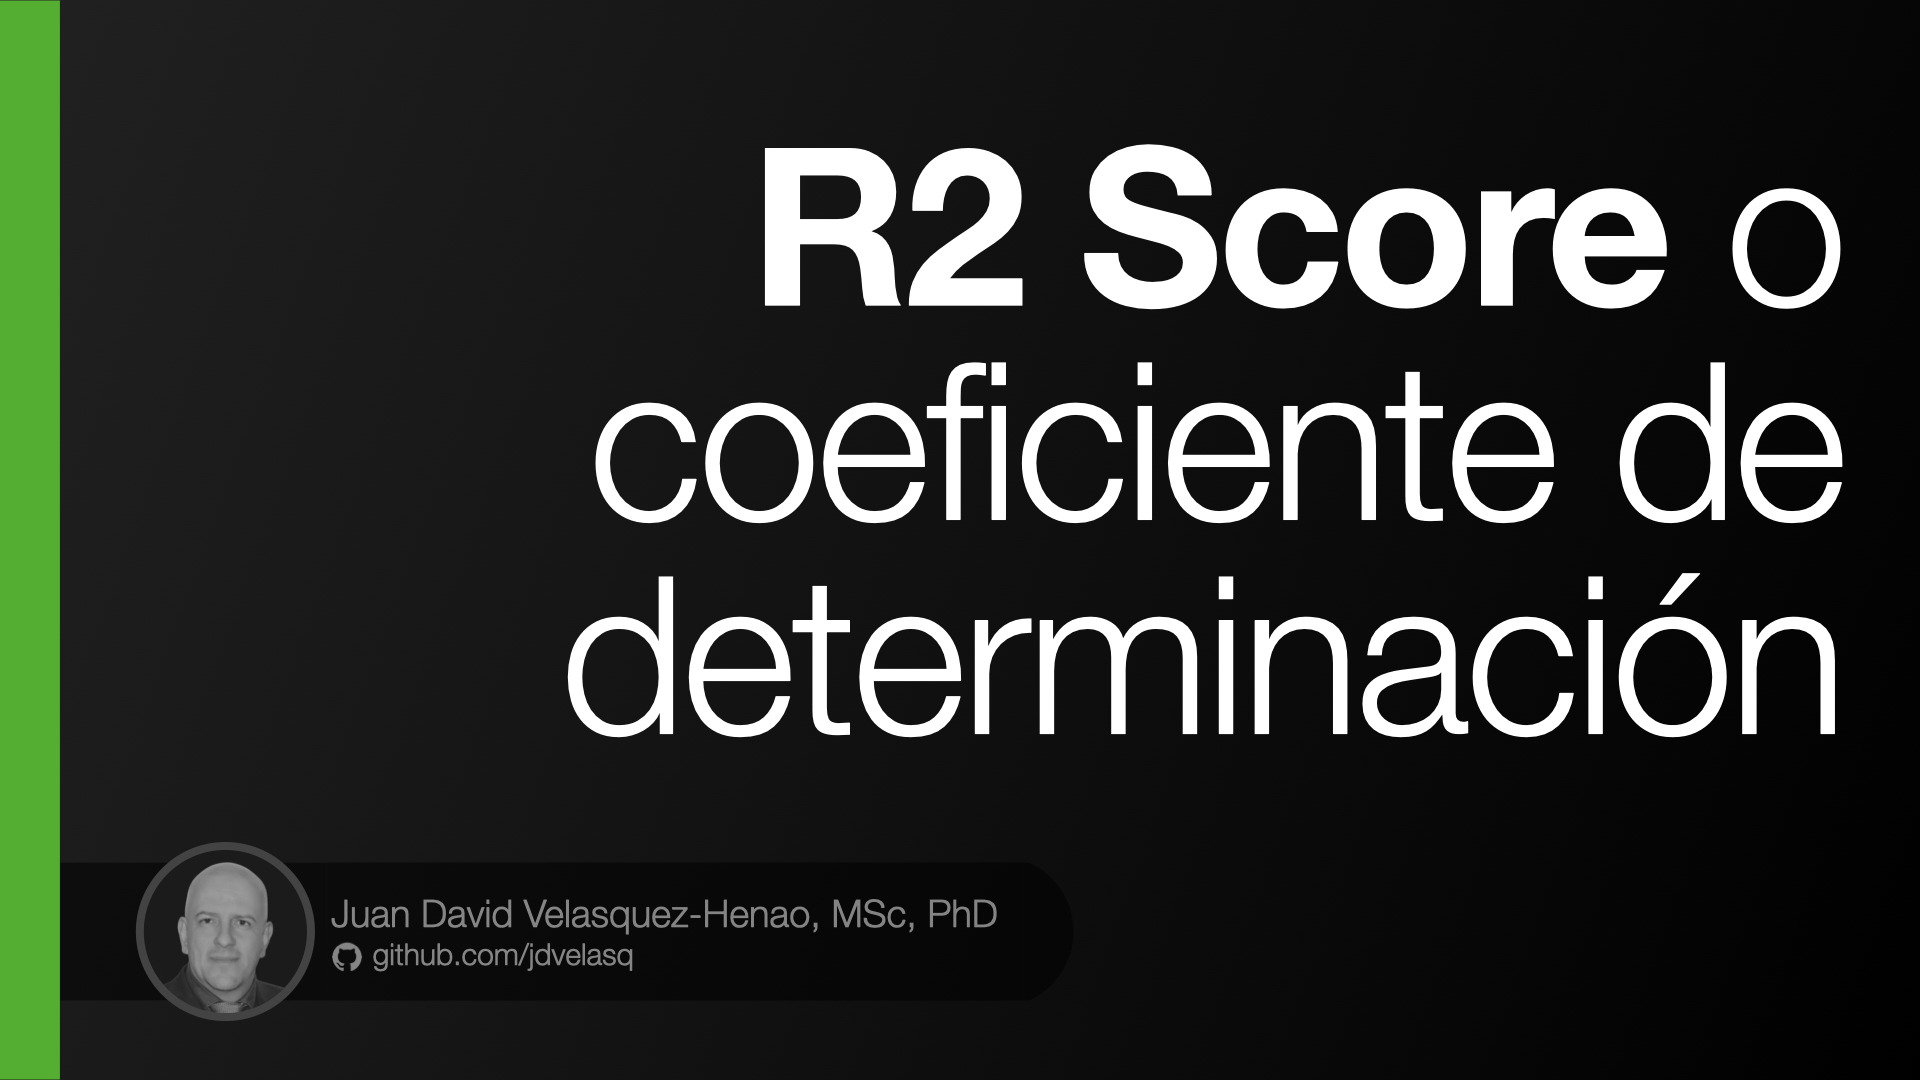 R2 Score o
coeficiente de
determinación
Juan David Velasquez-Henao, MSc, PhD
github.com/jdvelasq